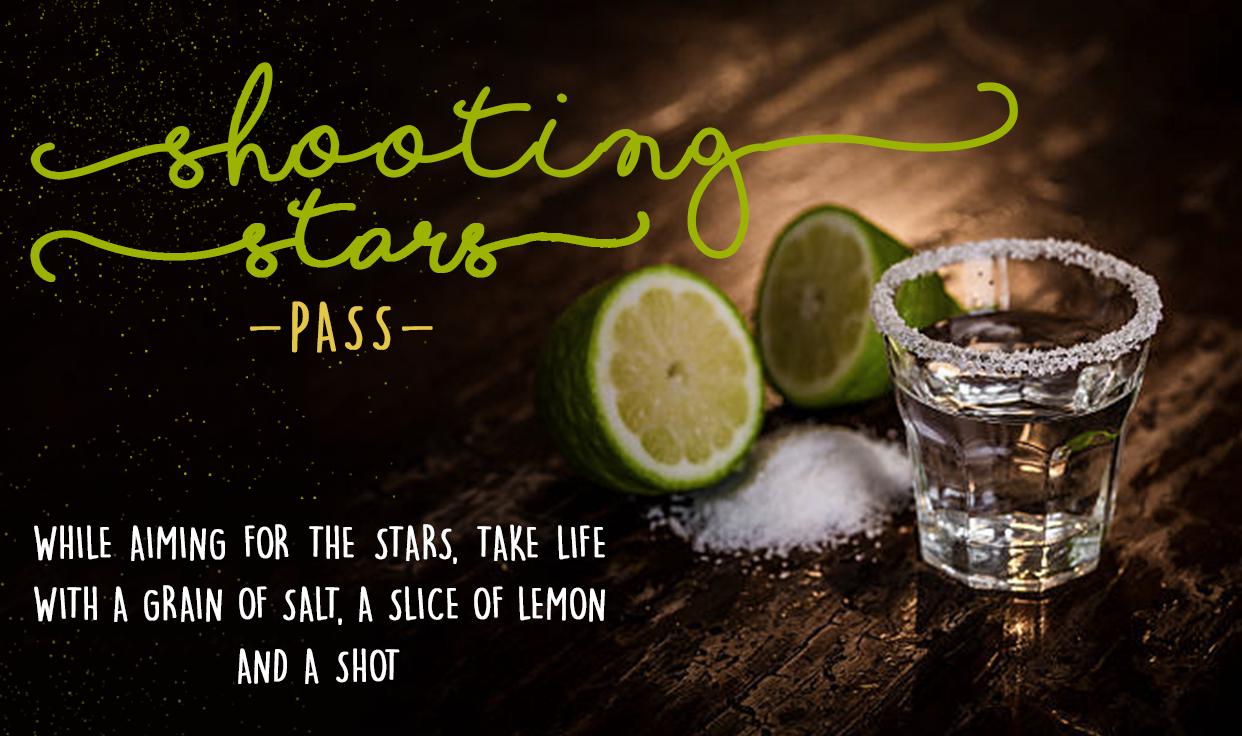 shooting
stars
-PASS-
WHILE AIMING FOR THE STARS, TAKE LIFE
WITH A GRAIN OF SALT, A SLICE OF LEMON
AND A SHOT